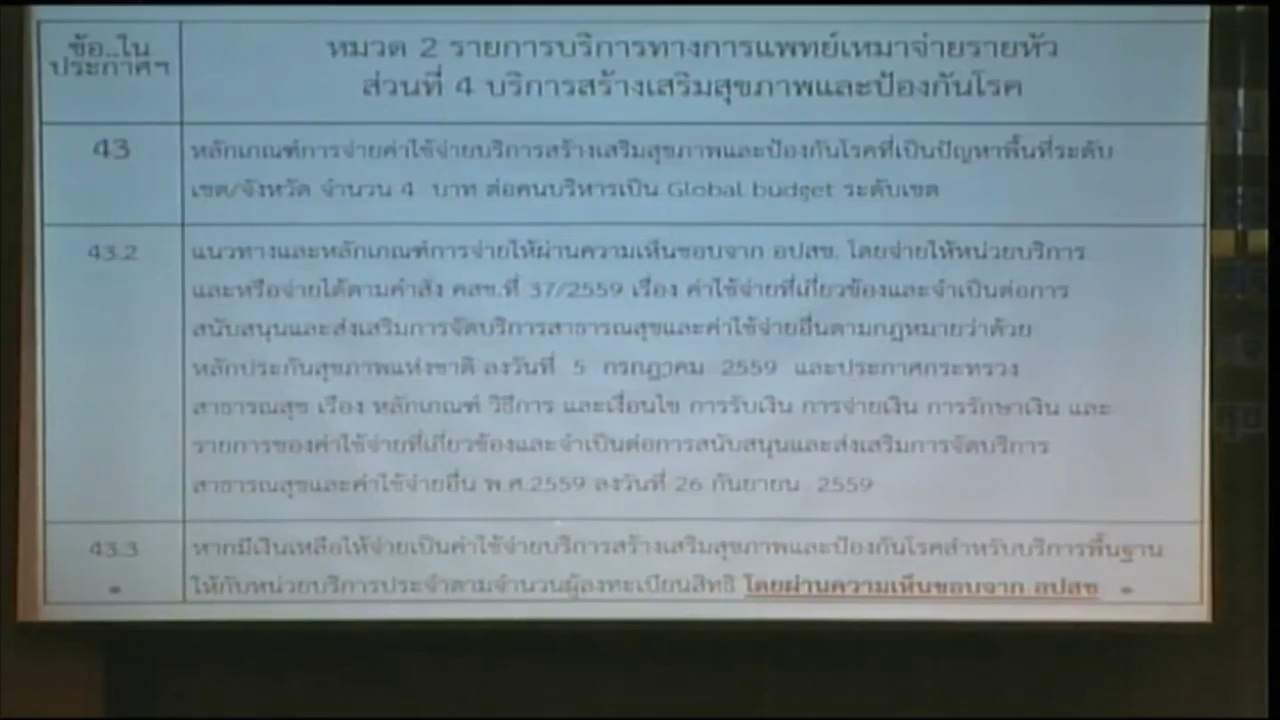 ข้อ..ใน
ประกาศฯ
หมวด 2 รายการบริการทางการแพทย์เหมาจ่ายรายหัว
ส่วนที่ 4 บริการสร้างเสริมสุขภาพและป้องกันโรค
43
หลักเกณฑ์การจ่ายค่าใช้จ่ายบริการสร้างเสริมสุขภาพและป้องกันโรคที่เป็นปัญหาพื้นที่ระดับ
เขต/จังหวัด จำนวน 4 บาท ต่อคนบริหารเป็น Global budget ระดับเขต
43.2
แนวทางและหลักเกณฑ์การจ่ายให้ผ่านความเห็นชอบจาก อปสข. โดยจ่ายให้หน่วยบริการ
และหรือจ่ายได้ตามคำสั่ง คสช.ที่ 37/2559 เรื่อง ค่าใช้จ่ายที่เกี่ยวข้องและจำเป็นต่อการ
สนับสนุนและส่งเสริมการจัดบริการสาธารณสุขและค่าใช้จ่ายอื่นตามกฎหมายว่าด้วย
หลักประกันสุขภาพแห่งชาติ ลงวันที่ 5 กรกฎาคม 2559 และประกาศกระทรวง
สาธารณสุข เรื่อง หลักเกณฑ์ วิธีการ และเงื่อนไข การรับเงิน การจ่ายเงิน การรักษาเงิน และ
รายการของค่าใช้จ่ายที่เกี่ยวข้องและจำเป็นต่อการสนับสนุนและส่งเสริมการจัดบริการ
สาธารณสุขและค่าใช้จ่ายอื่น พ.ศ.2559 ลงวันที่ 26 กันยายน 2559
43.3
หากมีเงินเหลือให้จ่ายเป็นค่าใช้จ่ายบริการสร้างเสริมสุขภาพและป้องกันโรคสำหรับบริการพื้นฐาน
ให้กับหน่วยบริการประจำตามจำนวนผู้ลงทะเบียนสิทธิ โดยผ่านความเห็นชอบจาก อปสข